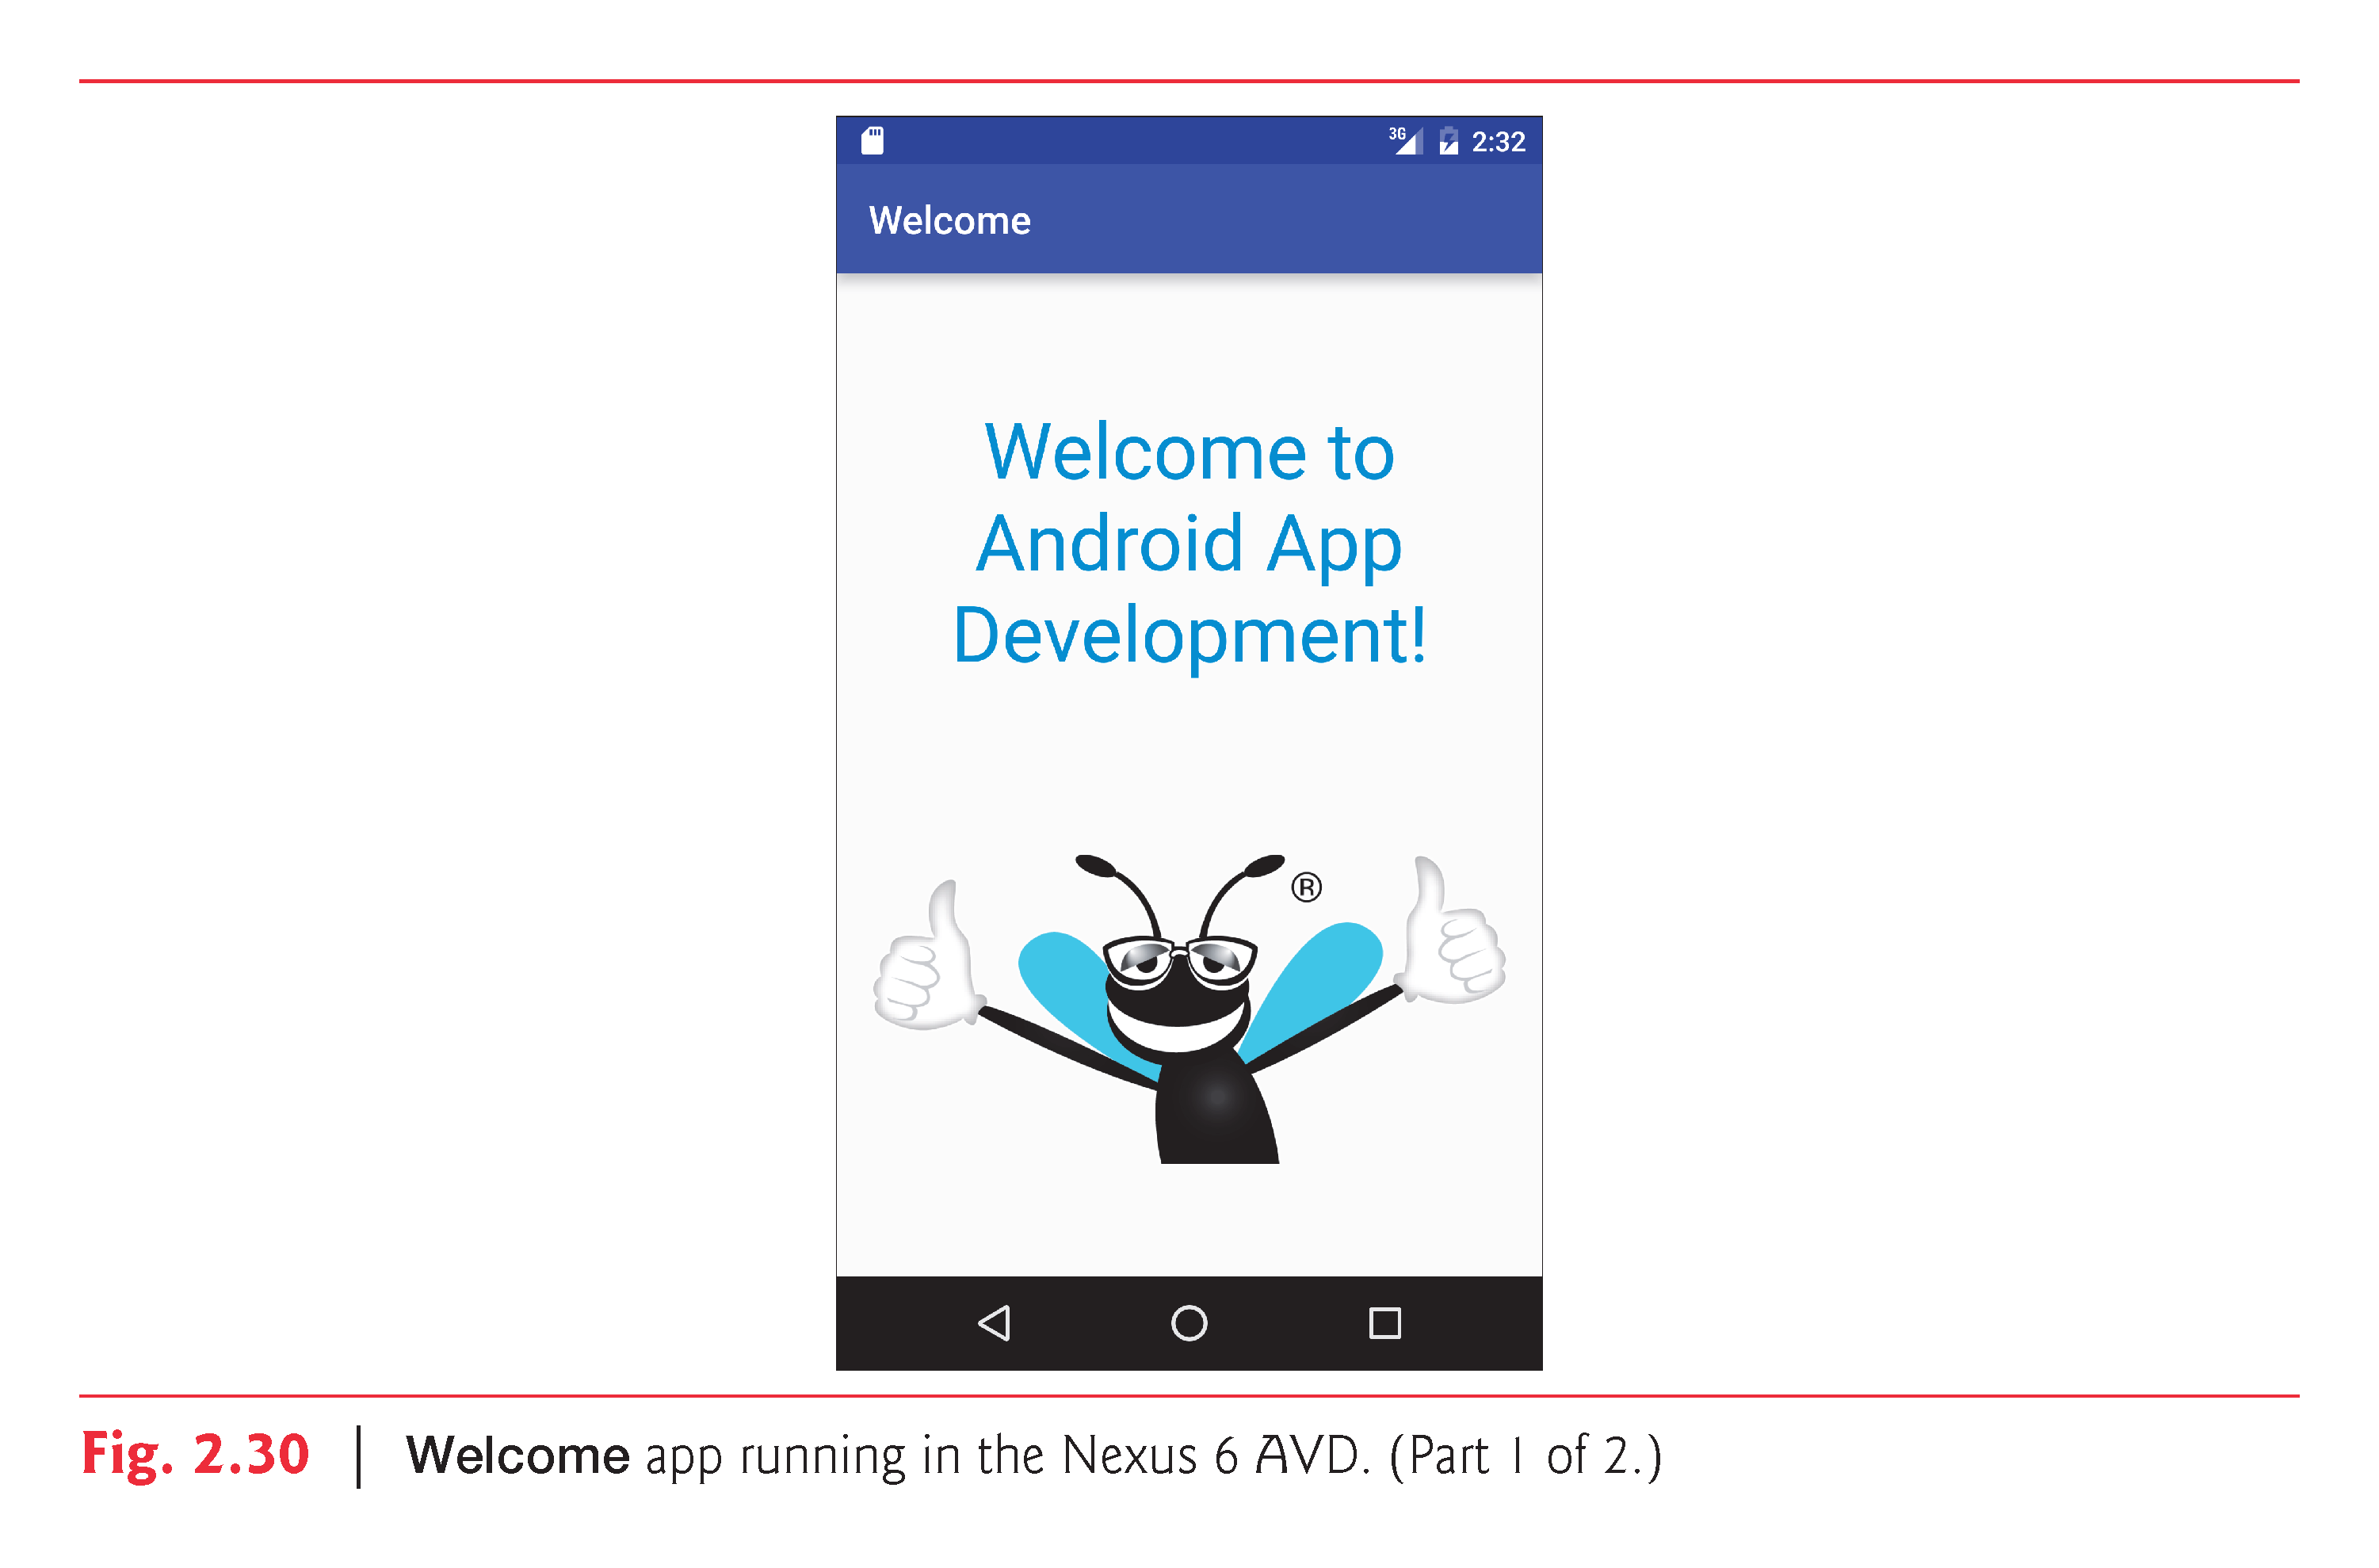 3G 2:32
Welcome
Welcome to
Android App
Development!
®
Fig. 2.30 | Welcome app running in the Nexus 6 AVD. (Part 1 of 2.)